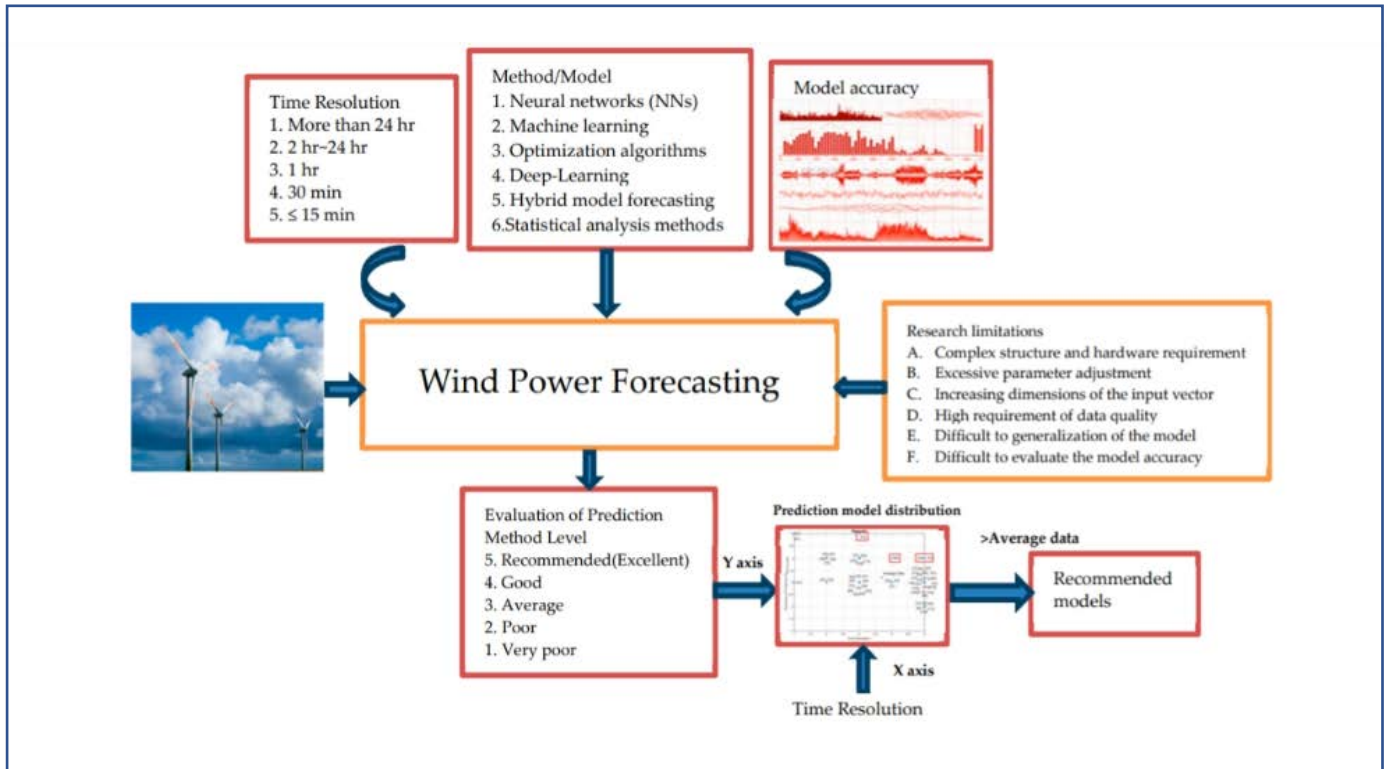 Time Resolution
1. More than 24 hr
2. 2 hr~24 hr
3. 1 hr
4. 30 min
5. ≤ 15 min
Method/Model
1. Neural networks (NNs)
2. Machine learning
3. Optimization algorithms
4. Deep-Learning
5. Hybrid model forecasting
6.Statistical analysis methods
Model accuracy
Wind Power Forecasting
Research limitations
A. Complex structure and hardware requirement
B. Excessive parameter adjustment
C. Increasing dimensions of the input vector
D. High requirement of data quality
E. Difficult to generalization of the model
F. Difficult to evaluate the model accuracy
Evaluation of Prediction
Method Level
5. Recommended(Excellent)
4. Good
3. Average
2. Poor
1. Very poor
Y axis
Prediction model distribution
X axis
Time Resolution
>Average data
Recommended
models